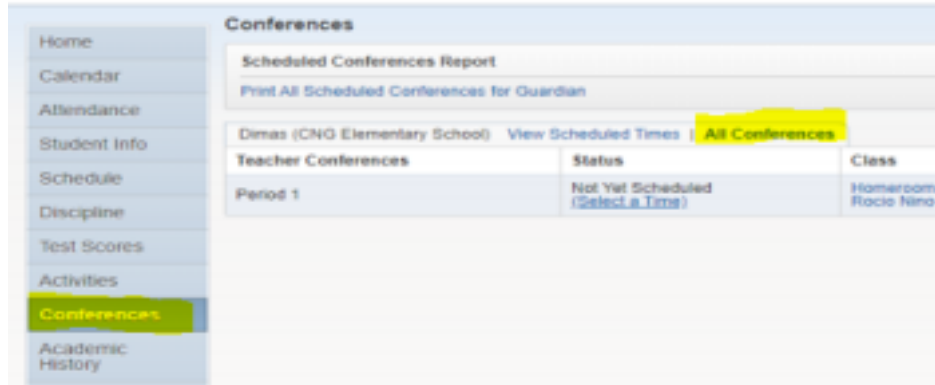 Conferences
Home
Calendar
Attendance
Student Info
Schedule
Discipline
Test Scores
Activities
Conferences
Academic
History
Scheduled Conferences Report
Print All Scheduled Conferences for Guardian
Dimas (CNG Elementary School) View Scheduled Times | All Conferences
Teacher Conferences Status Class
Period 1 Not Yet Scheduled Homeroom
(Select a Time) Rocio Nino